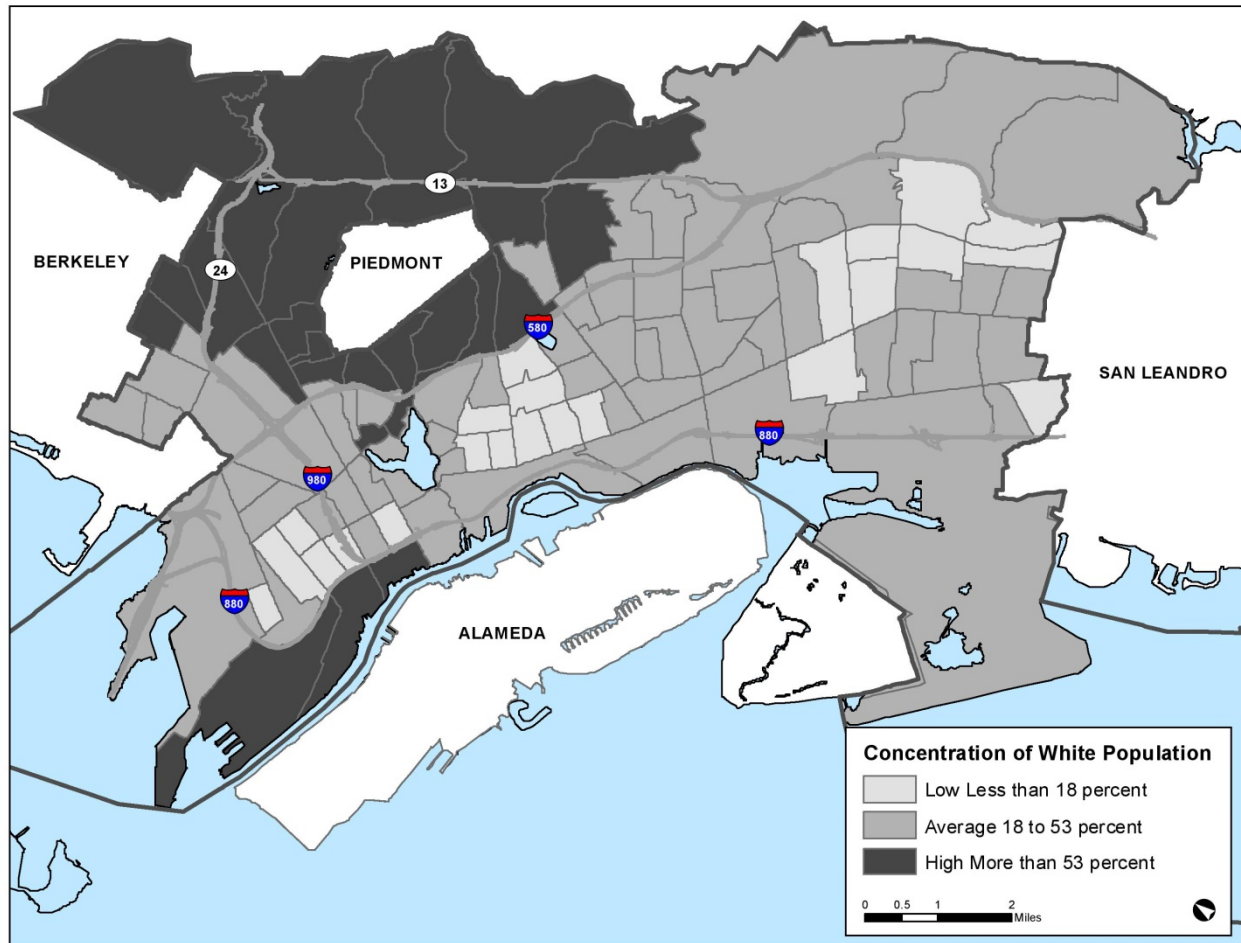 13
BERKELEY
PIEDMONT
24
580
SAN LEANDRO
880
980
880
ALAMEDA
Concentration of White Population
Low Less than 18 percent
Average 18 to 53 percent
High More than 53 percent
0 0.5 1 2
Miles